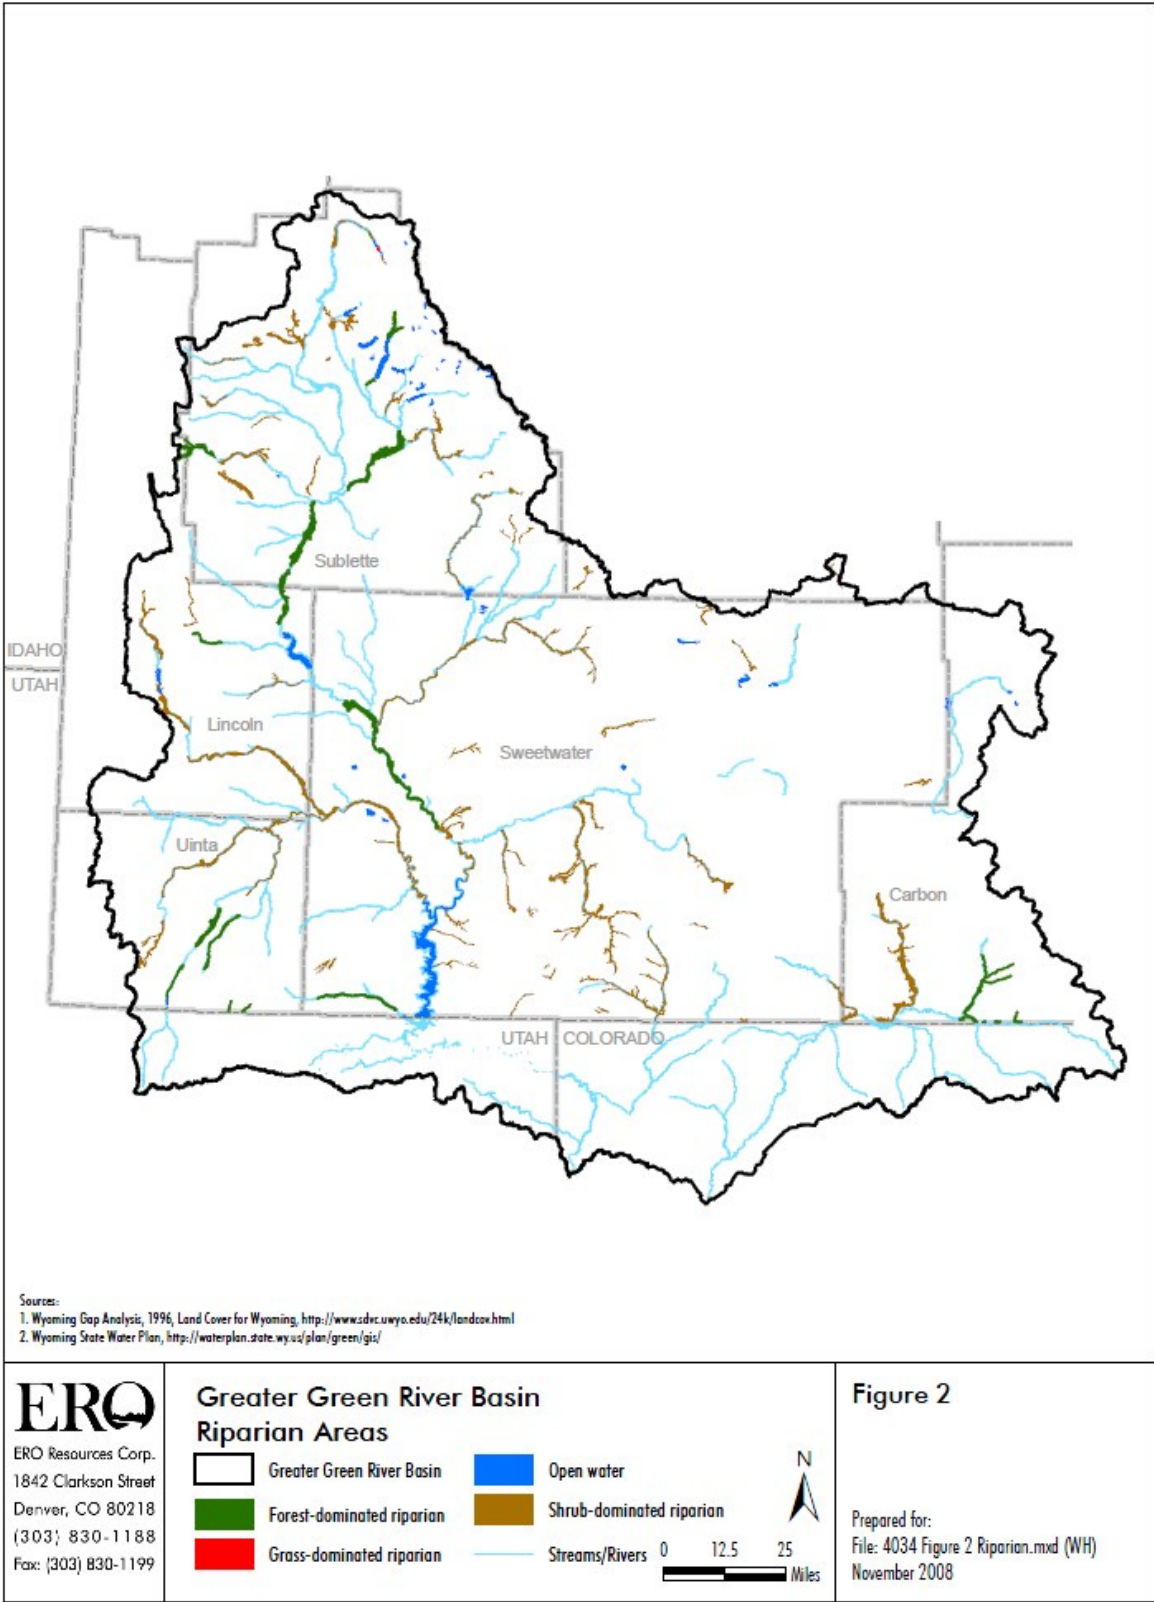 Sublette
IDAHO
UTAH
Lincoln
Sweetwater
Uinta
Carbon
UTAH
COLORADO
Sources:
1. Wyoming Gap Analysis, 1996, Land Cover for Wyoming, http://www.sdvc.uwyo.edu/24k/landcov.html
2. Wyoming State Water Plan, http://waterplan.state.wy.us/plan/green/gis/
ERO
ERO Resources Corp.
1842 Clarkson Street
Denver, CO 80218
(303) 830-1188
Fax: (303) 830-1199
Greater Green River Basin
Riparian Areas
Greater Green River Basin
Forest-dominated riparian
Grass-dominated riparian
Open water
Shrub-dominated riparian
Streams/Rivers
N
0 12.5 25
Miles
Figure 2
Prepared for:
File: 4034 Figure 2 Riparian.mxd (WH)
November 2008